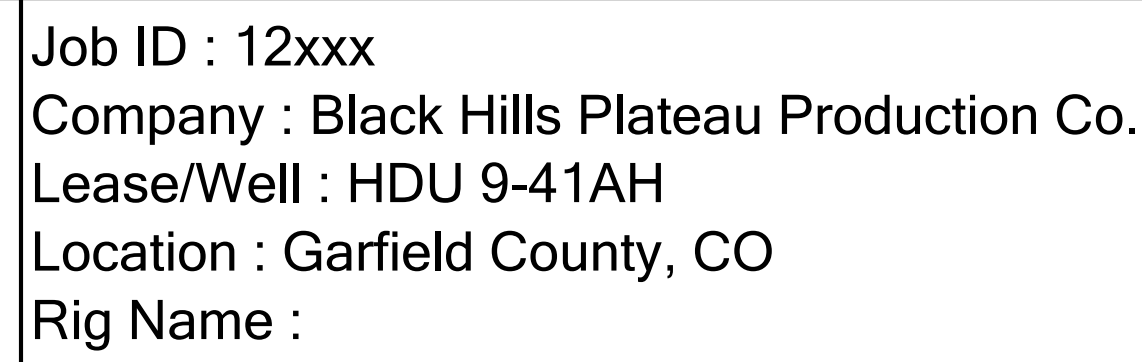 Job ID : 12xxx
Company : Black Hills Plateau Production Co.
Lease/Well : HDU 9-41AH
Location : Garfield County, CO
Rig Name :